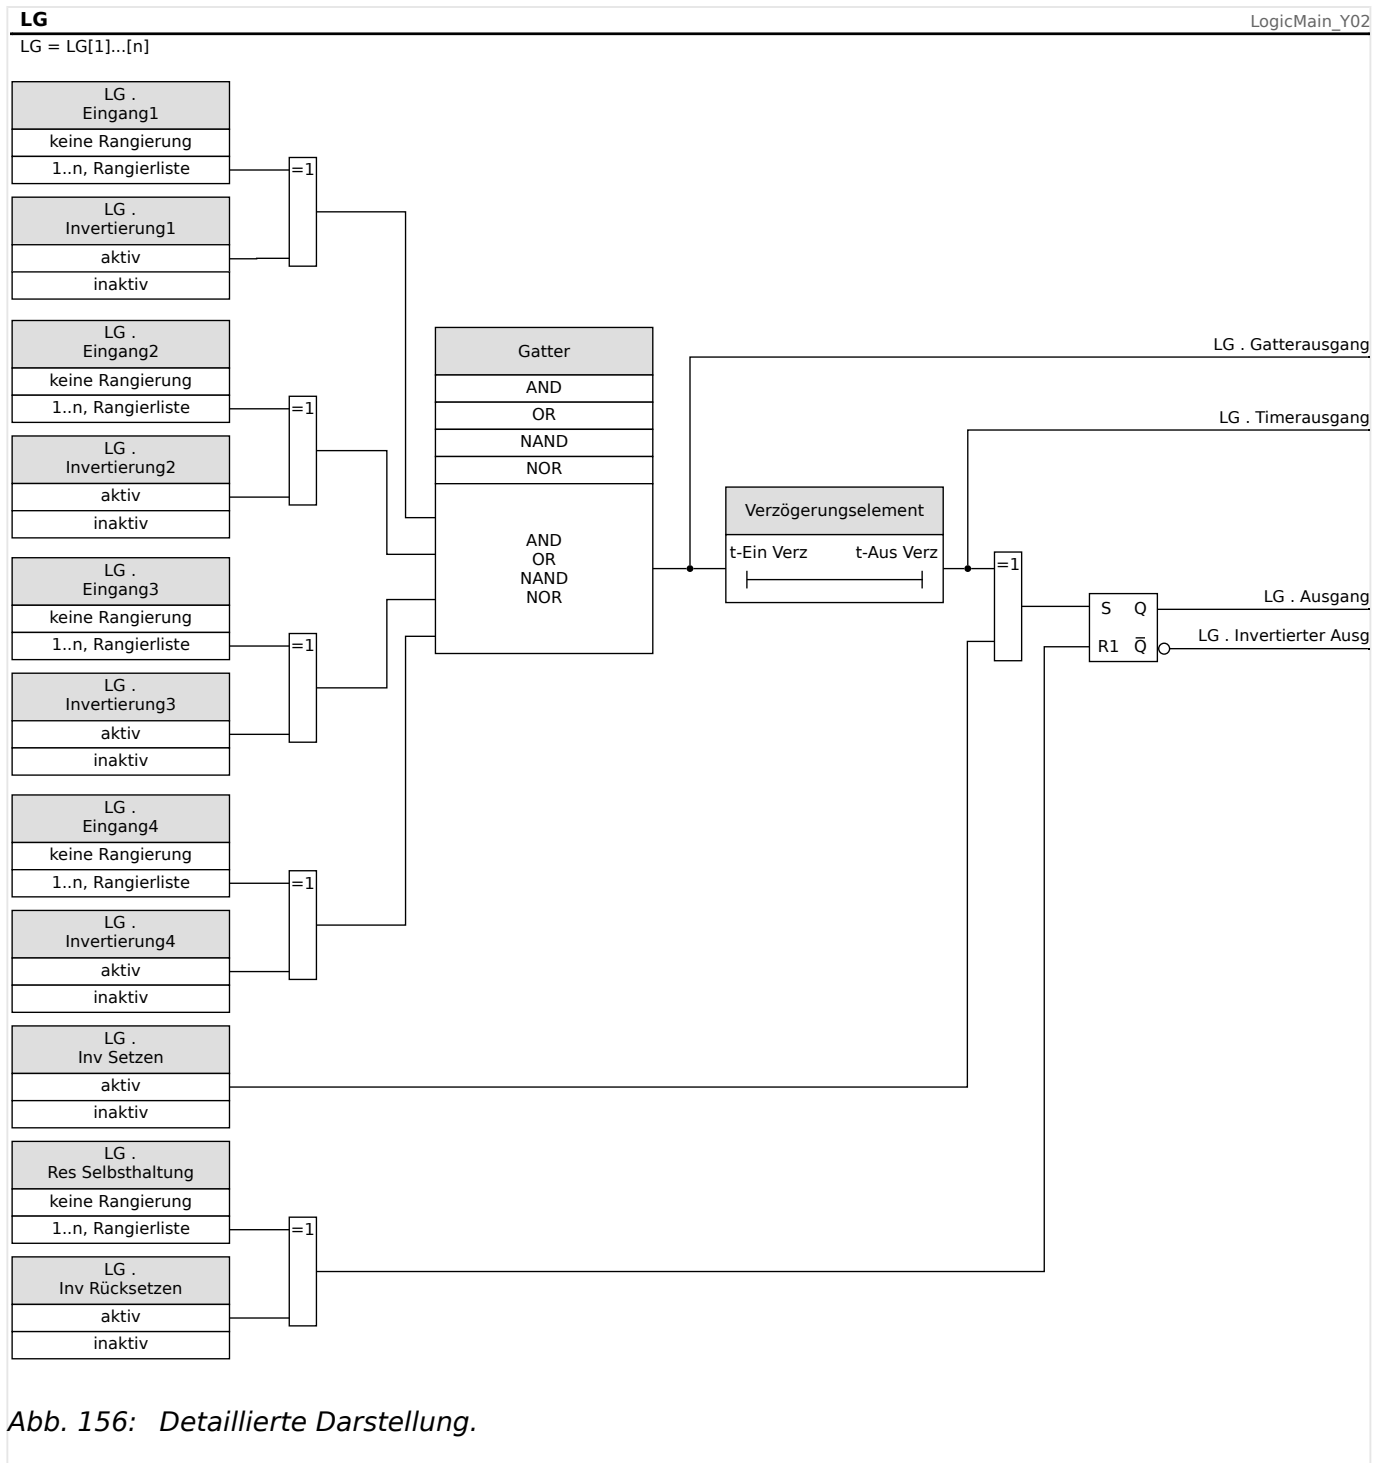 LG
LogicMain_Y02
LG = LG[1]...[n]
LG .
Eingang1
keine Rangierung
1..n, Rangierliste
=1
LG .
Invertierung1
aktiv
inaktiv
LG .
Eingang2
keine Rangierung
1..n, Rangierliste
=1
LG .
Invertierung2
aktiv
inaktiv
LG .
Eingang3
keine Rangierung
1..n, Rangierliste
=1
LG .
Invertierung3
aktiv
inaktiv
LG .
Eingang4
keine Rangierung
1..n, Rangierliste
=1
LG .
Invertierung4
aktiv
inaktiv
LG .
Inv Setzen
aktiv
inaktiv
LG .
Res Selbsthaltung
keine Rangierung
1..n, Rangierliste
=1
LG .
Inv Rücksetzen
aktiv
inaktiv
Gatter
AND
OR
NAND
NOR
AND
OR
NAND
NOR
LG . Gatterausgang
LG . Timerausgang
Verzögerungselement
t-Ein Verz t-Aus Verz
=1
S Q
R1 Q̅
LG . Ausgang
LG . Invertierter Ausg
Abb. 156: Detaillierte Darstellung.